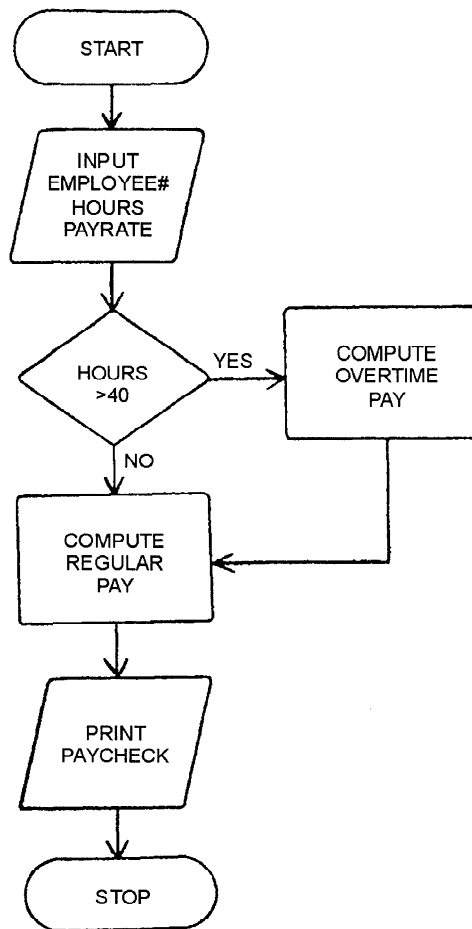 START
INPUT
EMPLOYEE#
HOURS
PAYRATE
HOURS
>40
YES
COMPUTE
OVERTIME
PAY
NO
COMPUTE
REGULAR
PAY
PRINT
PAYCHECK
STOP